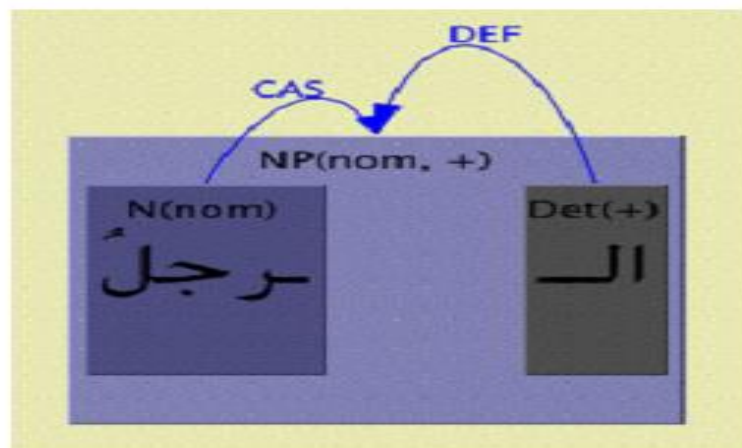 DEF
CAS
NP(nom, +)
N(nom) Det(+)
الـ ـرجلُ